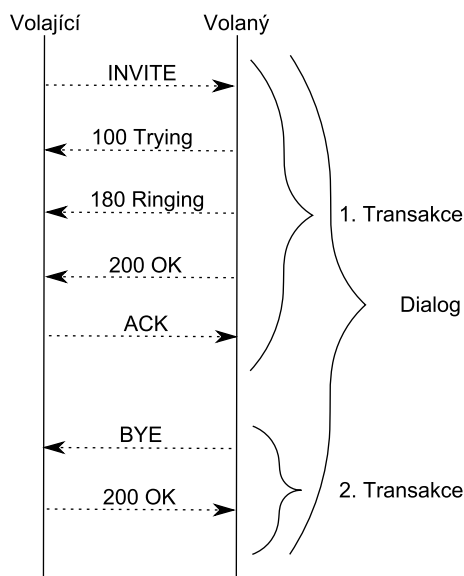 Volající
Volaný
INVITE
100 Trying
180 Ringing
1. Transakce
200 OK
Dialog
ACK
BYE
200 OK
2. Transakce